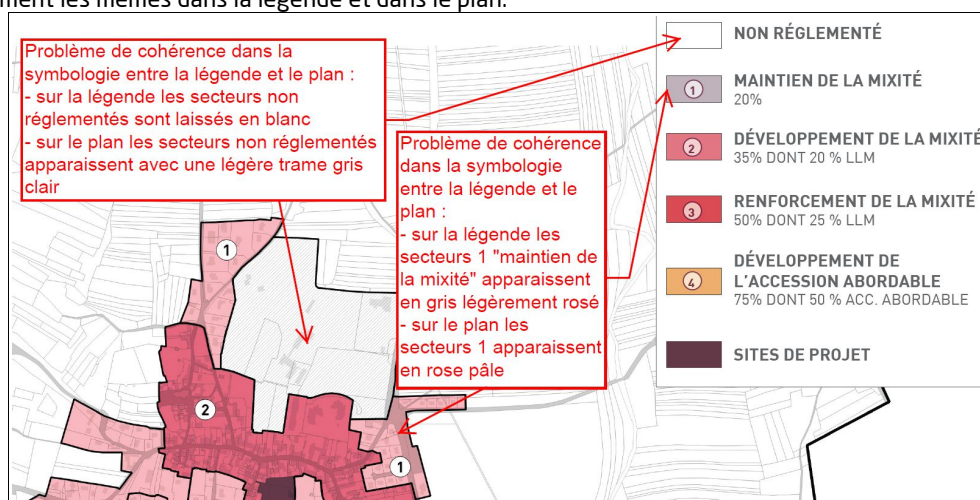 ment les mêmes dans la légende et dans le plan.
Problème de cohérence dans la
symbologie entre la légende et le plan :
- sur la légende les secteurs non
réglementés sont laissés en blanc
- sur le plan les secteurs non réglementés
apparaissent avec une légère trame gris
clair
Problème de cohérence
dans la symbologie
entre la légende et le
plan :
- sur la légende les
secteurs 1 "maintien de
la mixité" apparaissent
en gris légèrement rosé
- sur le plan les
secteurs 1 apparaissent
en rose pâle
NON RÉGLEMENTÉ
1
MAINTIEN DE LA MIXITÉ
20%
2
DÉVELOPPEMENT DE LA MIXITÉ
35% DONT 20 % LLM
3
RENFORCEMENT DE LA MIXITÉ
50% DONT 25 % LLM
4
DÉVELOPPEMENT DE
L'ACCESSION ABORDABLE
75% DONT 50 % ACC. ABORDABLE
SITES DE PROJET
1
2
1